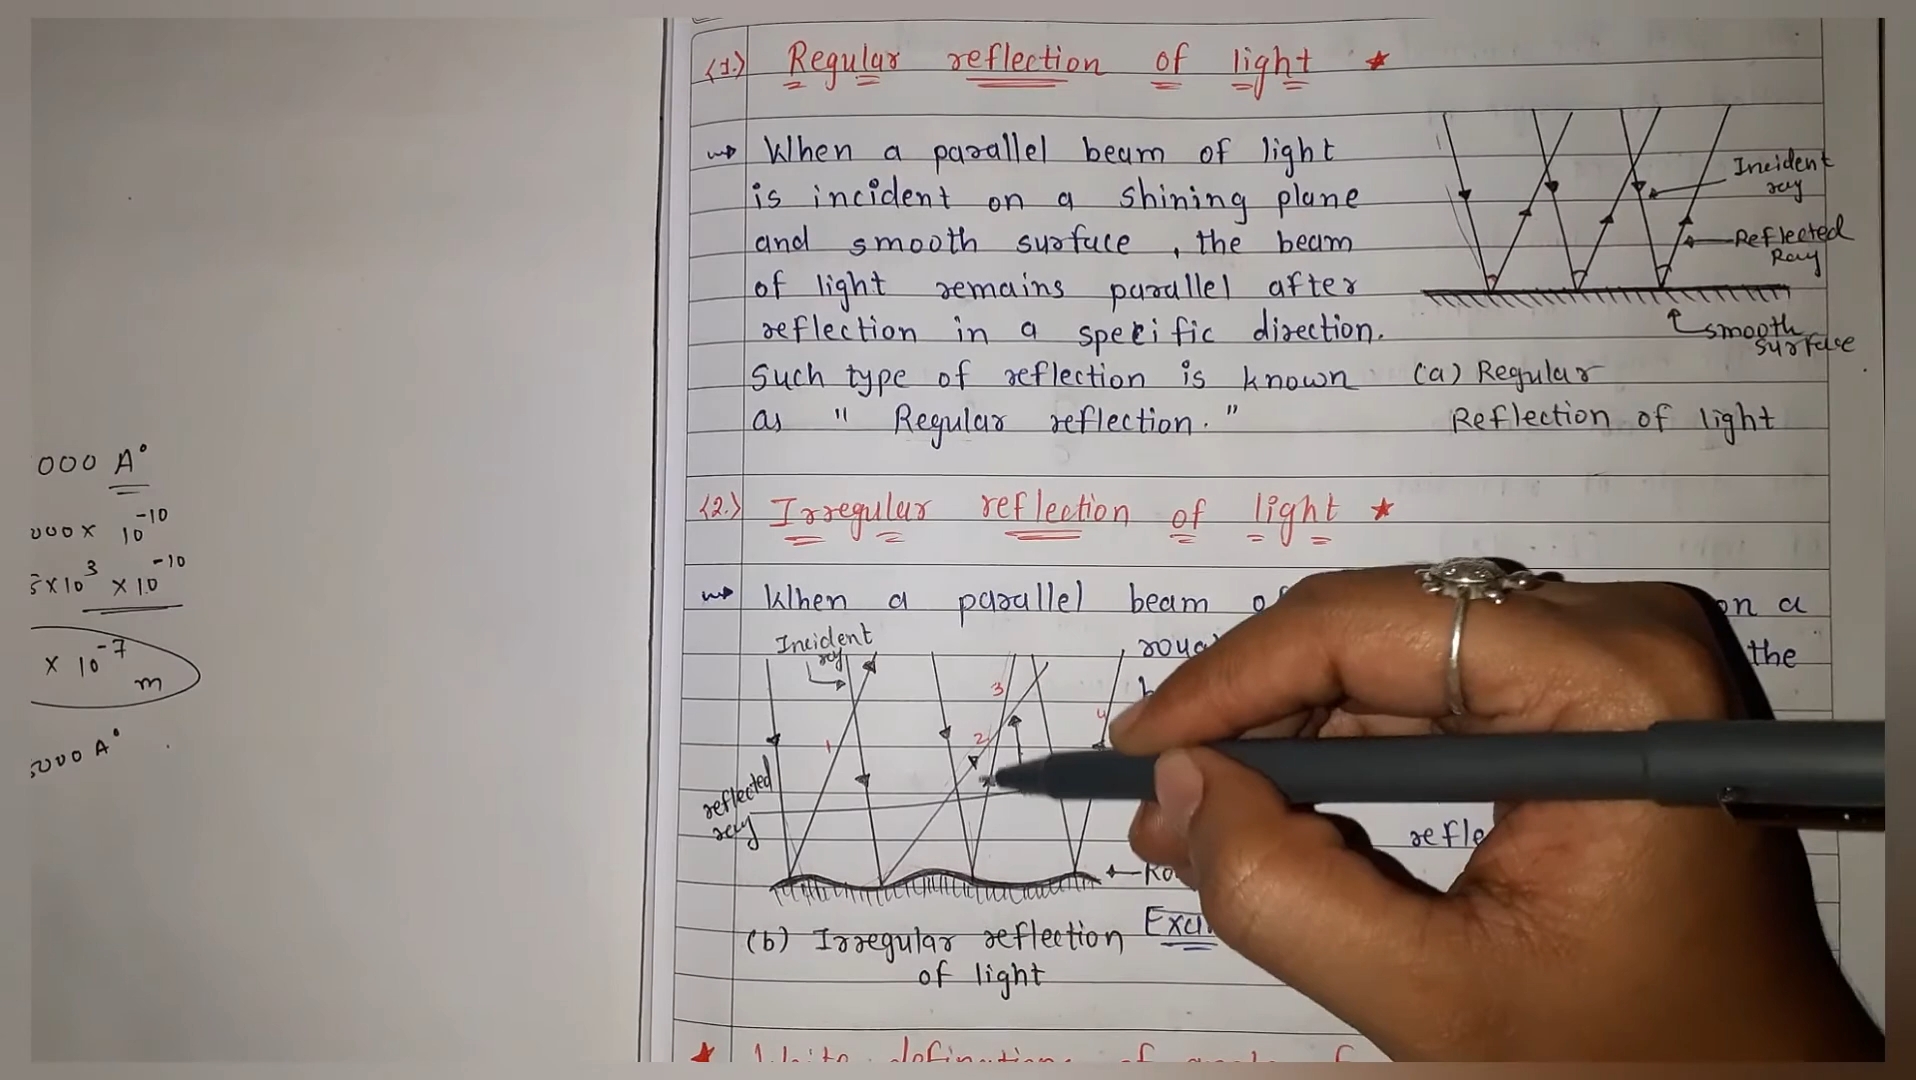 (1) Regular reflection of light ★
When a parallel beam of light
is incident on a shining plane
and smooth surface, the beam
of light remains parallel after
reflection in a specific direction.
Such type of reflection is known
as " Regular reflection. "
Incident
ray
Reflected
Ray
smooth
surface
(a) Regular
Reflection of light
000 A°
000 x 10-10
5x10 3 x 10 -10
x 10 -7 m
000 A°
(2.) Irregular reflection of light ★
When a parallel beam on a
the
Incident
ray
1
2
3
4
reflected
ray
refle
(b) Irregular reflection
of light